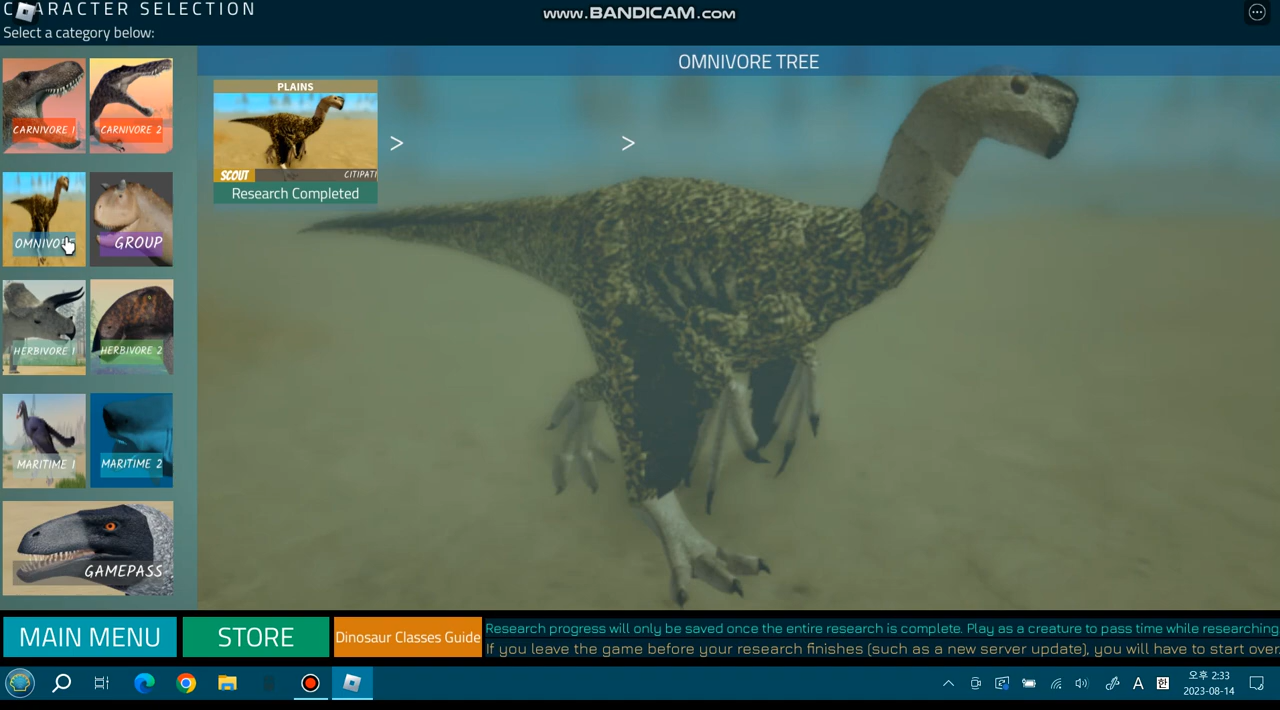 CHARACTER SELECTION
www.BANDICAM.com
Select a category below:
OMNIVORE TREE
CARNIVORE 1
CARNIVORE 2
PLAINS
>
>
SCOUT
CITIPATI
Research Completed
GROUP
HERBIVORE 1
HERBIVORE 2
MARITIME 1
MARITIME 2
GAMEPASS
MAIN MENU
STORE
Dinosaur Classes Guide
Research progress will only be saved once the entire research is complete. Play as a creature to pass time while researching
If you leave the game before your research finishes (such as a new server update), you will have to start over.
A
한
오후 2:33
2023-08-14